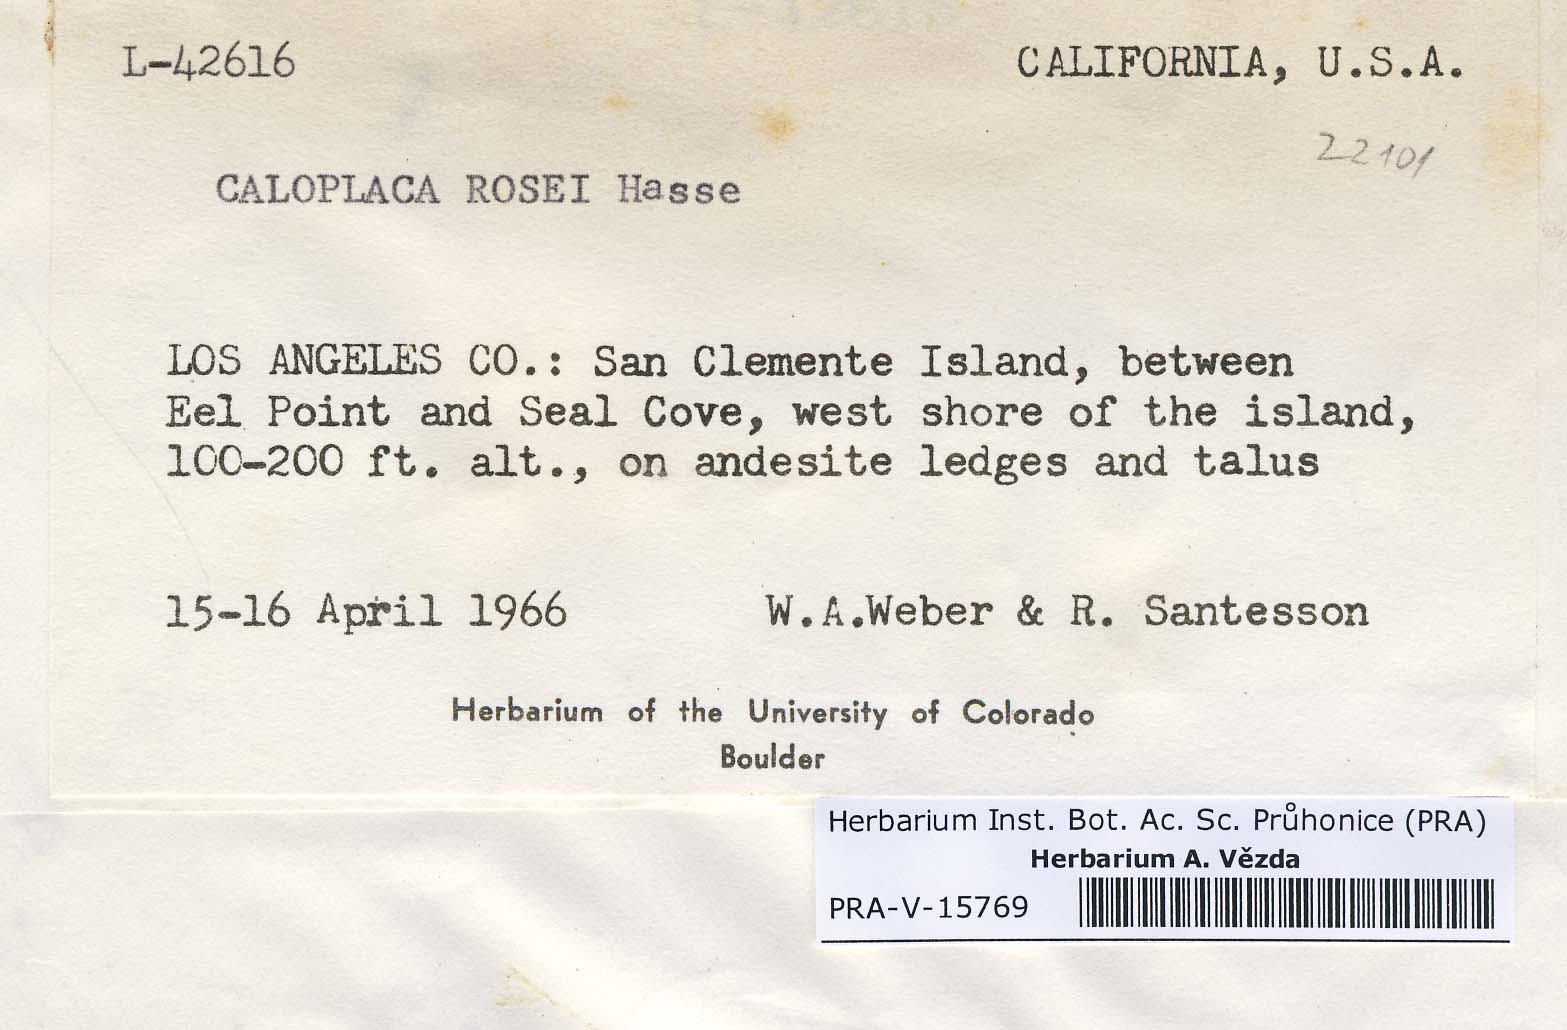 L-42616 CALIFORNIA, U.S.A.
22101
CALOPLACA ROSEI Hasse
LOS ANGELES CO.: San Clemente Island, between
Eel Point and Seal Cove, west shore of the island,
100-200 ft. alt., on andesite ledges and talus
15-16 April 1966 W.A.Weber & R. Santesson
Herbarium of the University of Colorado
Boulder
Herbarium Inst. Bot. Ac. Sc. Průhonice (PRA)
Herbarium A. Vězda
PRA-V-15769